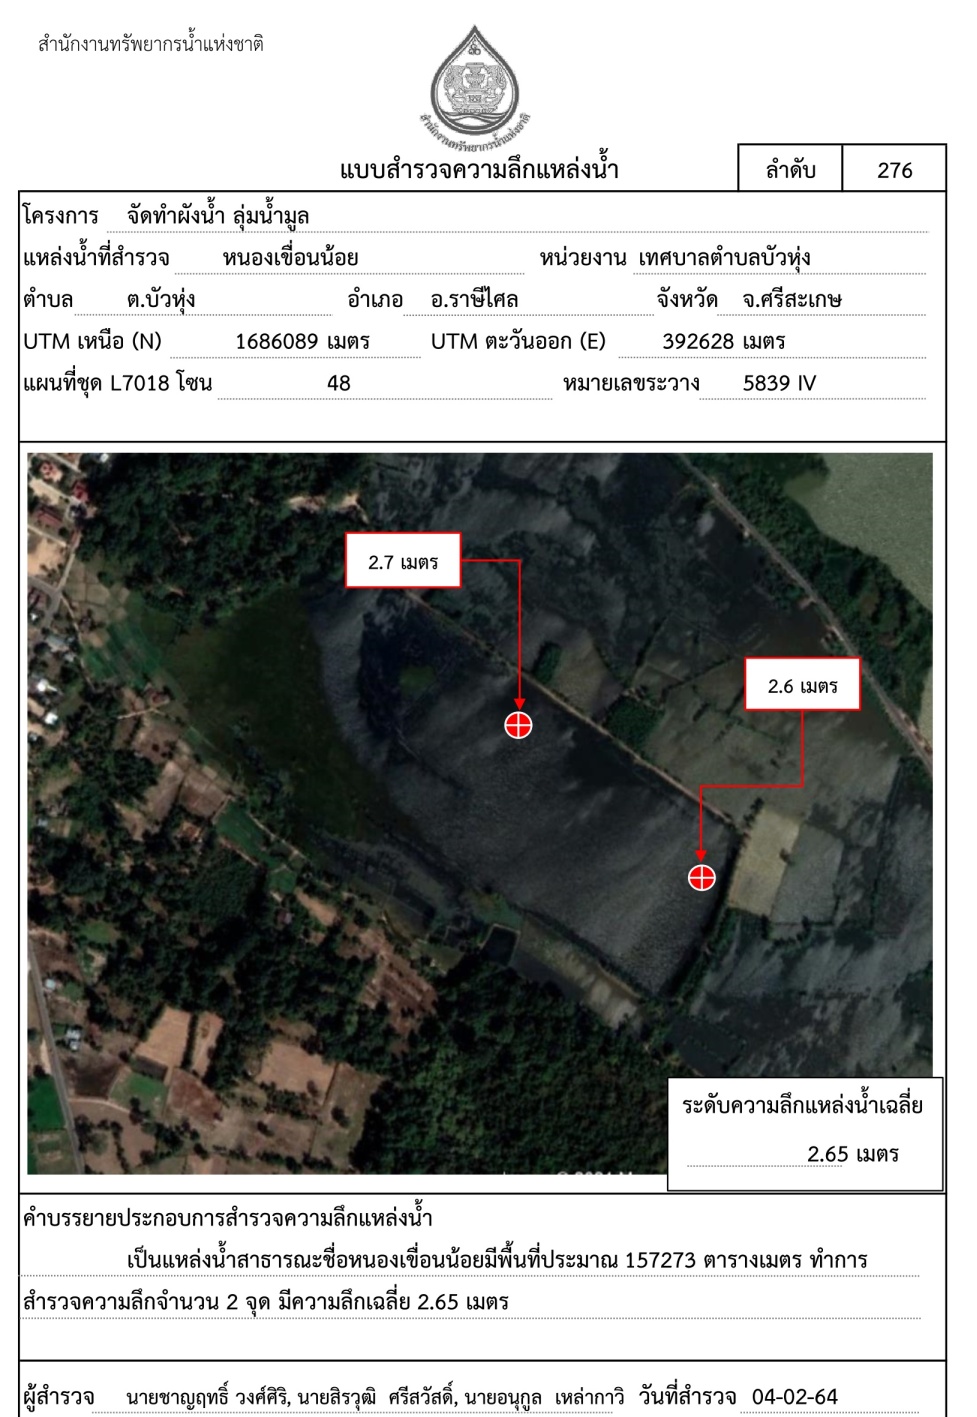 สำนักงานทรัพยากรน้ำแห่งชาติ
สำนักงานทรัพยากรน้ำแห่งชาติ
แบบสำรวจความลึกแหล่งน้ำ ลำดับ 276
โครงการ จัดทำผังน้ำ ลุ่มน้ำมูล
แหล่งน้ำที่สำรวจ หนองเขื่อนน้อย หน่วยงาน เทศบาลตำบลบัวหุ่ง
ตำบล ต.บัวหุ่ง อำเภอ อ.ราษีไศล จังหวัด จ.ศรีสะเกษ
UTM เหนือ (N) 1686089 เมตร UTM ตะวันออก (E) 392628 เมตร
แผนที่ชุด L7018 โซน 48 หมายเลขระวาง 5839 IV
2.7 เมตร
2.6 เมตร
ระดับความลึกแหล่งน้ำเฉลี่ย
2.65 เมตร
คำบรรยายประกอบการสำรวจความลึกแหล่งน้ำ
เป็นแหล่งน้ำสาธารณะชื่อหนองเขื่อนน้อยมีพื้นที่ประมาณ 157273 ตารางเมตร ทำการ
สำรวจความลึกจำนวน 2 จุด มีความลึกเฉลี่ย 2.65 เมตร
ผู้สำรวจ นายชาญฤทธิ์ วงศ์ศิริ, นายสิรวุฒิ ศรีสวัสดิ์, นายอนุกูล เหล่ากาวิ วันที่สำรวจ 04-02-64